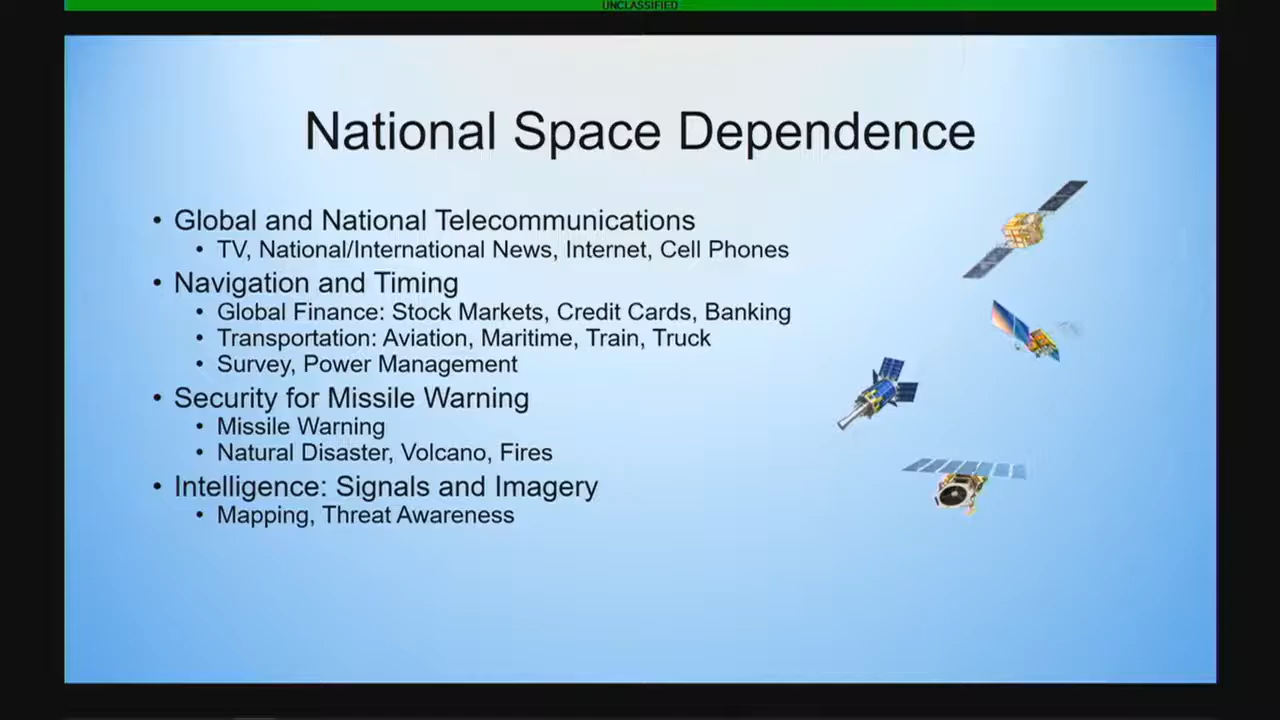 UNCLASSIFIED
National Space Dependence
• Global and National Telecommunications
• TV, National/International News, Internet, Cell Phones
• Navigation and Timing
• Global Finance: Stock Markets, Credit Cards, Banking
• Transportation: Aviation, Maritime, Train, Truck
• Survey, Power Management
• Security for Missile Warning
• Missile Warning
• Natural Disaster, Volcano, Fires
• Intelligence: Signals and Imagery
• Mapping, Threat Awareness